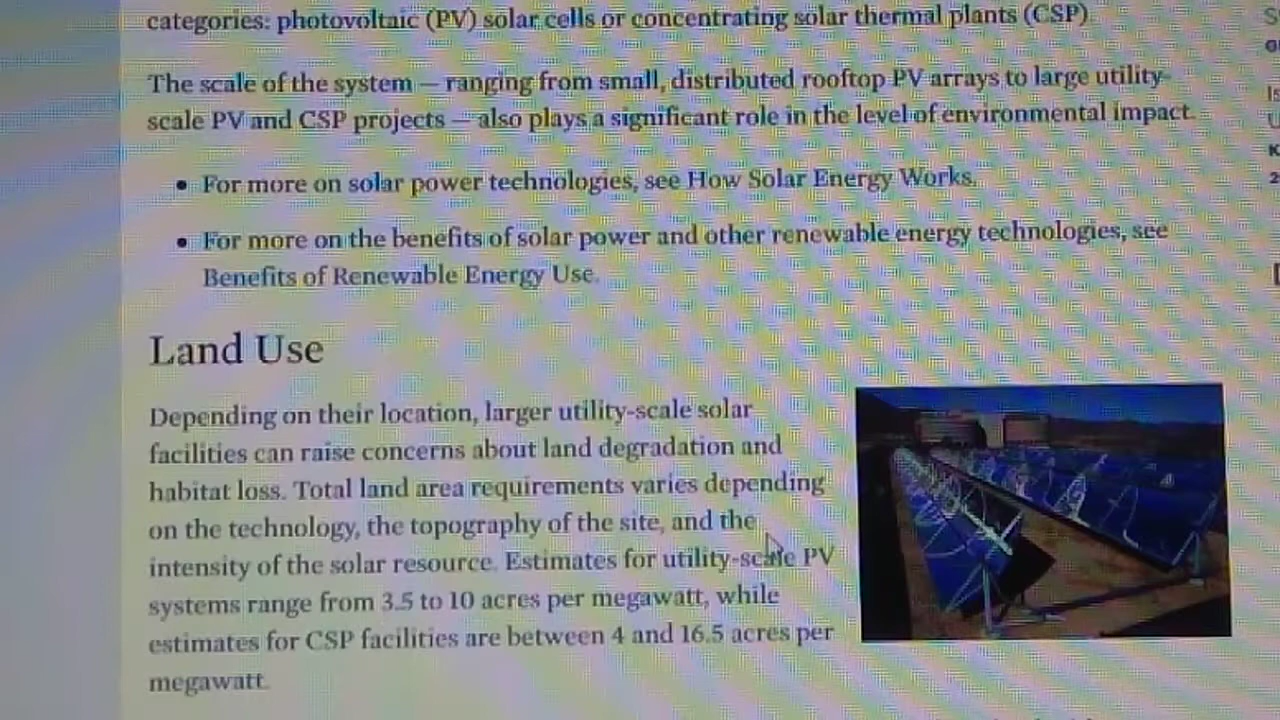 categories: photovoltaic (PV) solar cells or concentrating solar thermal plants (CSP)
The scale of the system — ranging from small, distributed rooftop PV arrays to large utility-
scale PV and CSP projects — also plays a significant role in the level of environmental impact.
• For more on solar power technologies, see How Solar Energy Works.
• For more on the benefits of solar power and other renewable energy technologies, see
Benefits of Renewable Energy Use.
Land Use
Depending on their location, larger utility-scale solar
facilities can raise concerns about land degradation and
habitat loss. Total land area requirements varies depending
on the technology, the topography of the site, and the
intensity of the solar resource. Estimates for utility-scale PV
systems range from 3.5 to 10 acres per megawatt, while
estimates for CSP facilities are between 4 and 16.5 acres per
megawatt.